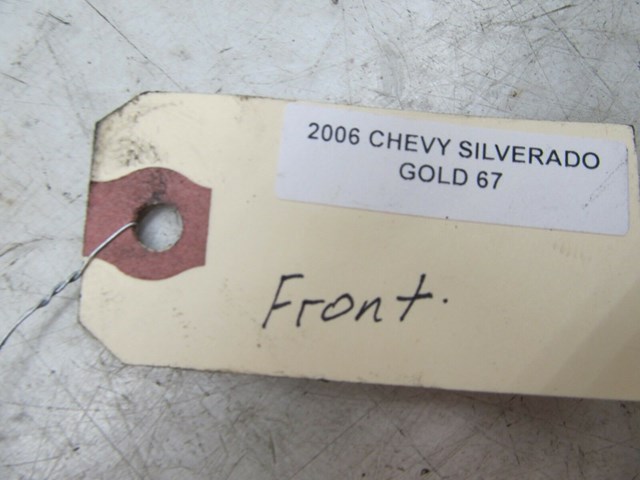 2006 CHEVY SILVERADO
GOLD 67
Front.